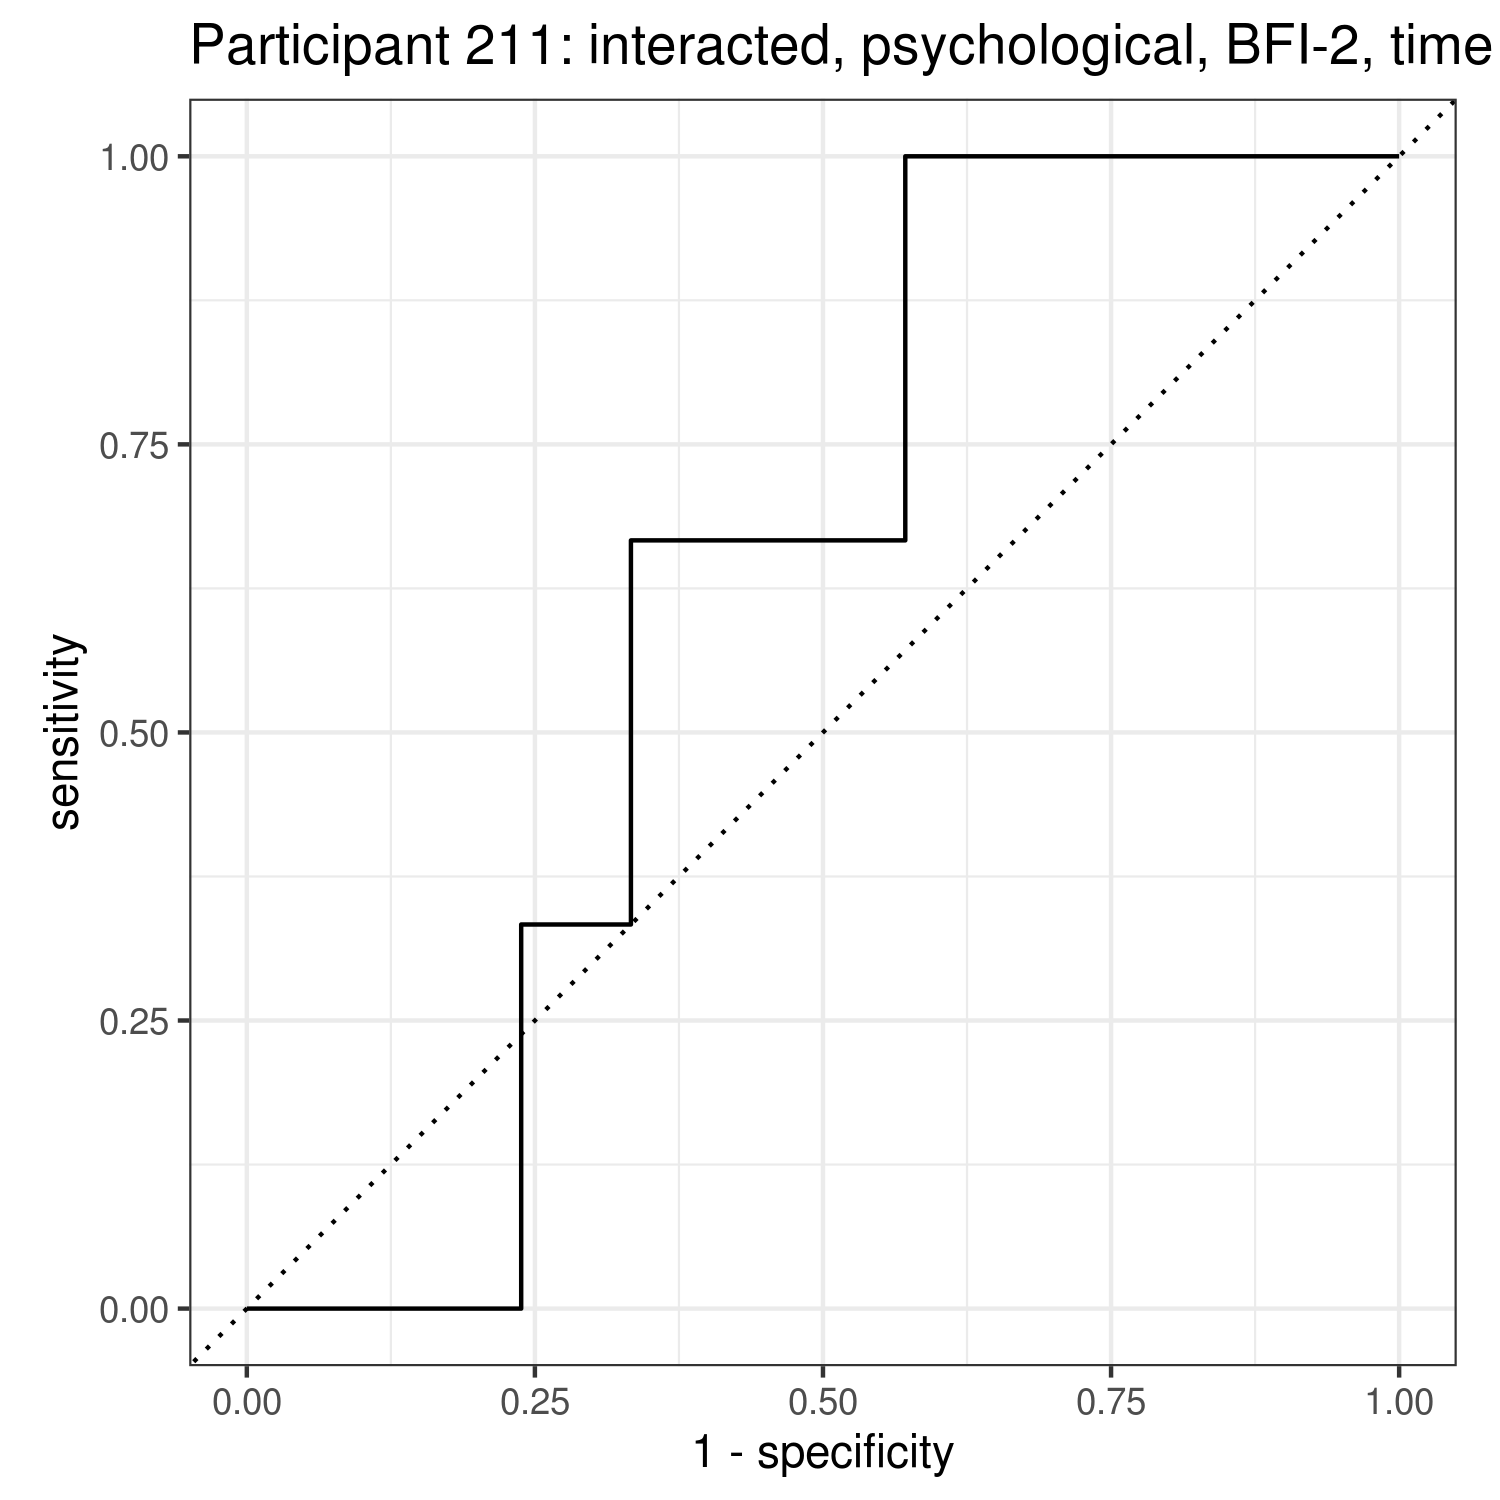 Participant 211: interacted, psychological, BFI-2, time
1.00
0.75
0.50
0.25
0.00
sensitivity
0.00 0.25 0.50 0.75 1.00
1 - specificity